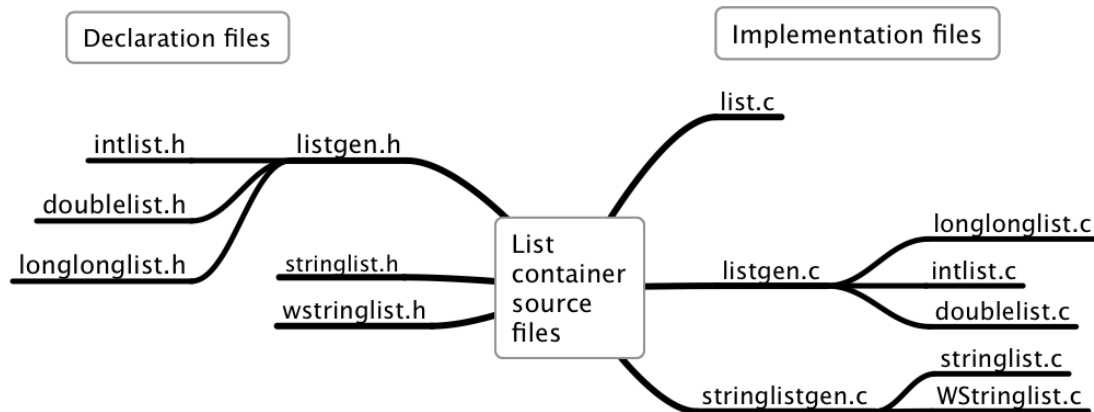 Declaration files
Implementation files
list.c
intlist.h
listgen.h
doublelist.h
longlonglist.h
stringlist.h
wstringlist.h
List
container
source
files
listgen.c
longlonglist.c
intlist.c
doublelist.c
stringlistgen.c
stringlist.c
WStringlist.c